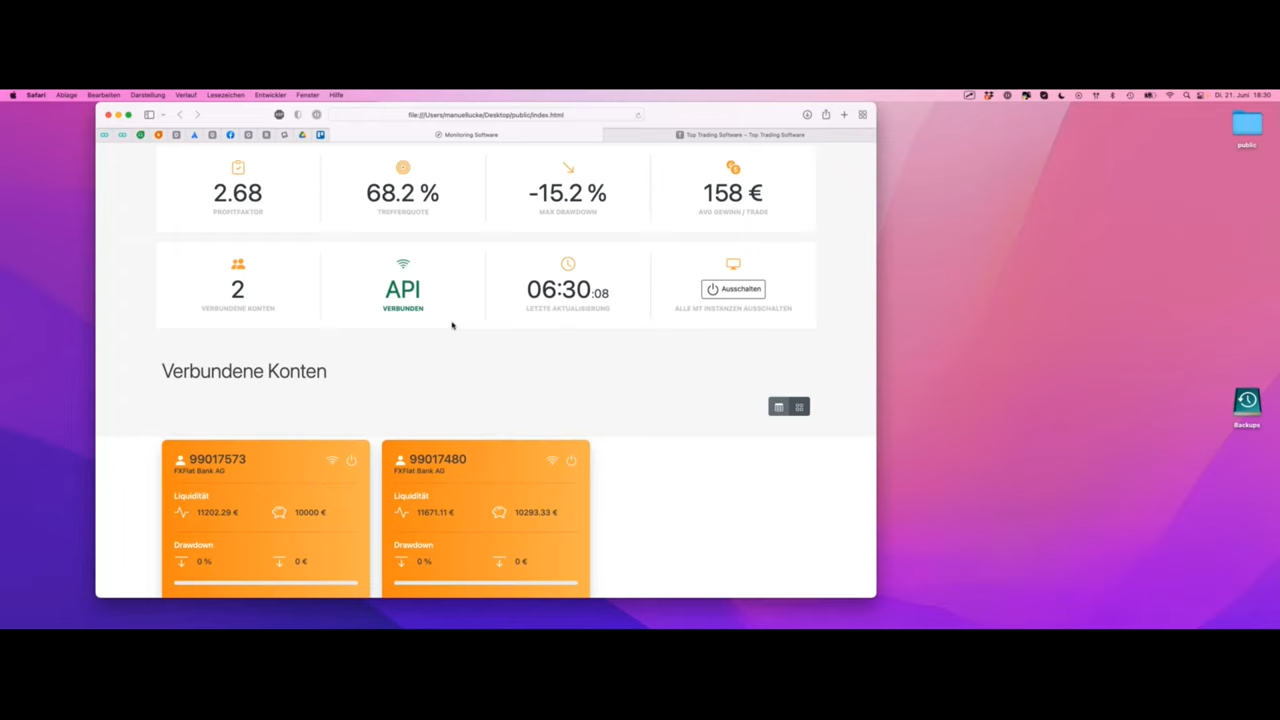 Safari Ablage Bearbeiten Darstellung Verlauf Lesezeichen Entwickler Fenster Hilfe Di. 21. Juni 18:30
file:///Users/manuellucke/Desktop/public/index.html
Monitoring Software
Top Trading Software – Top Trading Software
public
2.68
PROFITFAKTOR
68.2 %
TREFFERQUOTE
-15.2 %
MAX DRAWDOWN
158 €
AVG GEWINN / TRADE
2
VERBUNDENE KONTEN
API
VERBUNDEN
06:30:08
LETZTE AKTUALISIERUNG
Ausschalten
ALLE MT INSTANZEN AUSSCHALTEN
Verbundene Konten
Backups
99017573
FXFlat Bank AG
Liquidität
11202.29 € 10000 €
Drawdown
0 % 0 €
99017480
FXFlat Bank AG
Liquidität
11671.11 € 10293.33 €
Drawdown
0 % 0 €